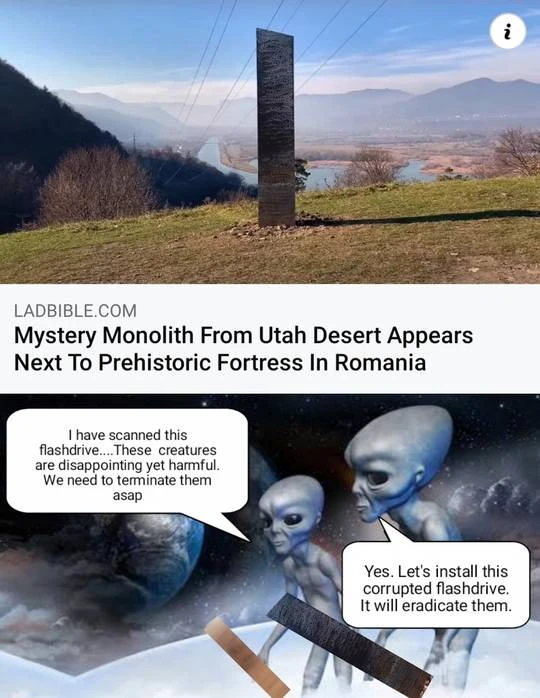 i
LADBIBLE.COM
Mystery Monolith From Utah Desert Appears
Next To Prehistoric Fortress In Romania
I have scanned this
flashdrive....These creatures
are disappointing yet harmful.
We need to terminate them
asap
Yes. Let's install this
corrupted flashdrive.
It will eradicate them.